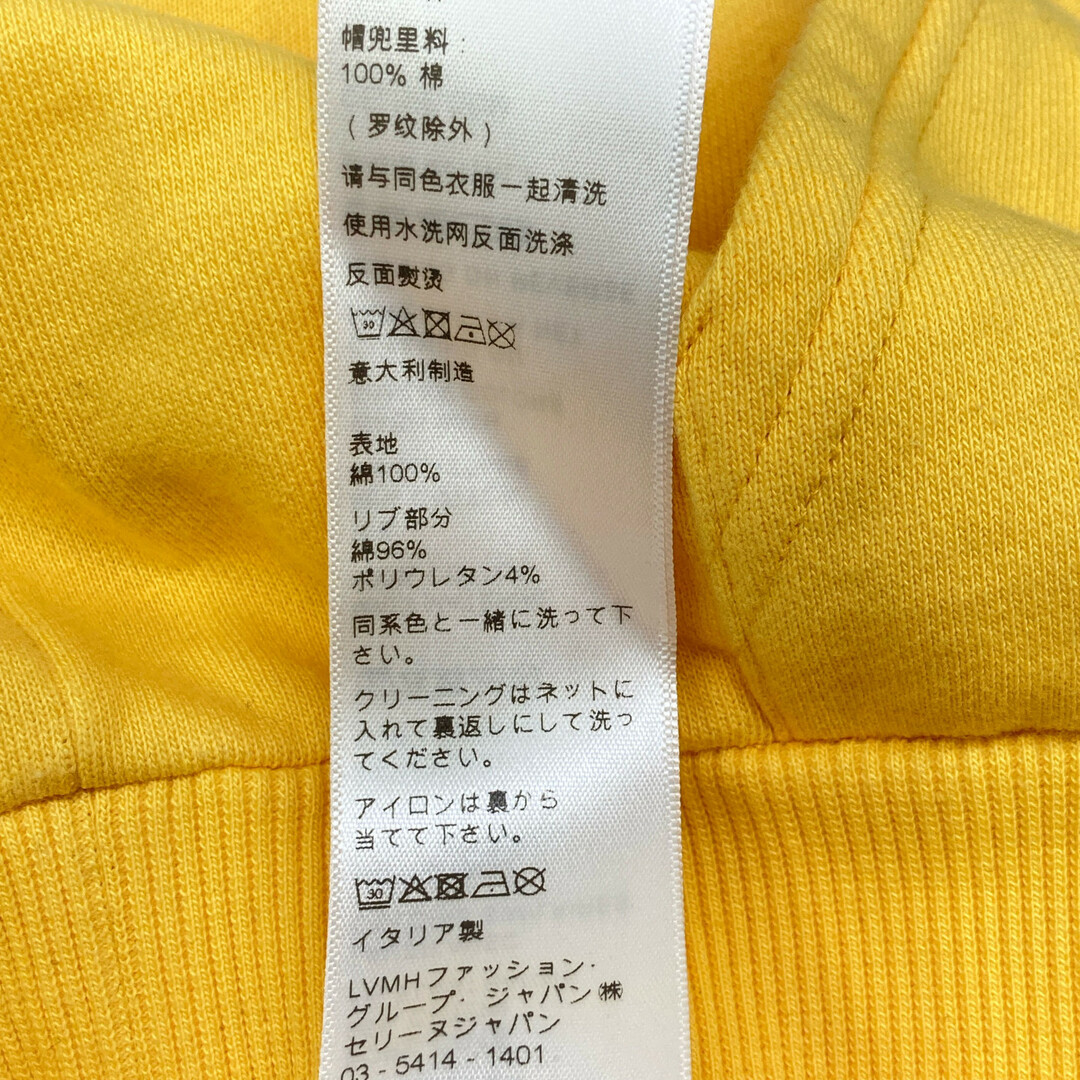 帽兜里料:
100% 棉
(罗纹除外)
请与同色衣服一起清洗
使用水洗网反面洗涤
反面熨烫
30
意大利制造
表地
綿100%
リブ部分
綿96%
ポリウレタン4%
同系色と一緒に洗って下
さい。
クリーニングはネットに
入れて裏返しにして洗っ
てください。
アイロンは裏から
当てて下さい。
30
イタリア製
LVMHファッション・
グループ・ジャパン㈱
セリーヌジャパン
03 - 5414 - 1401